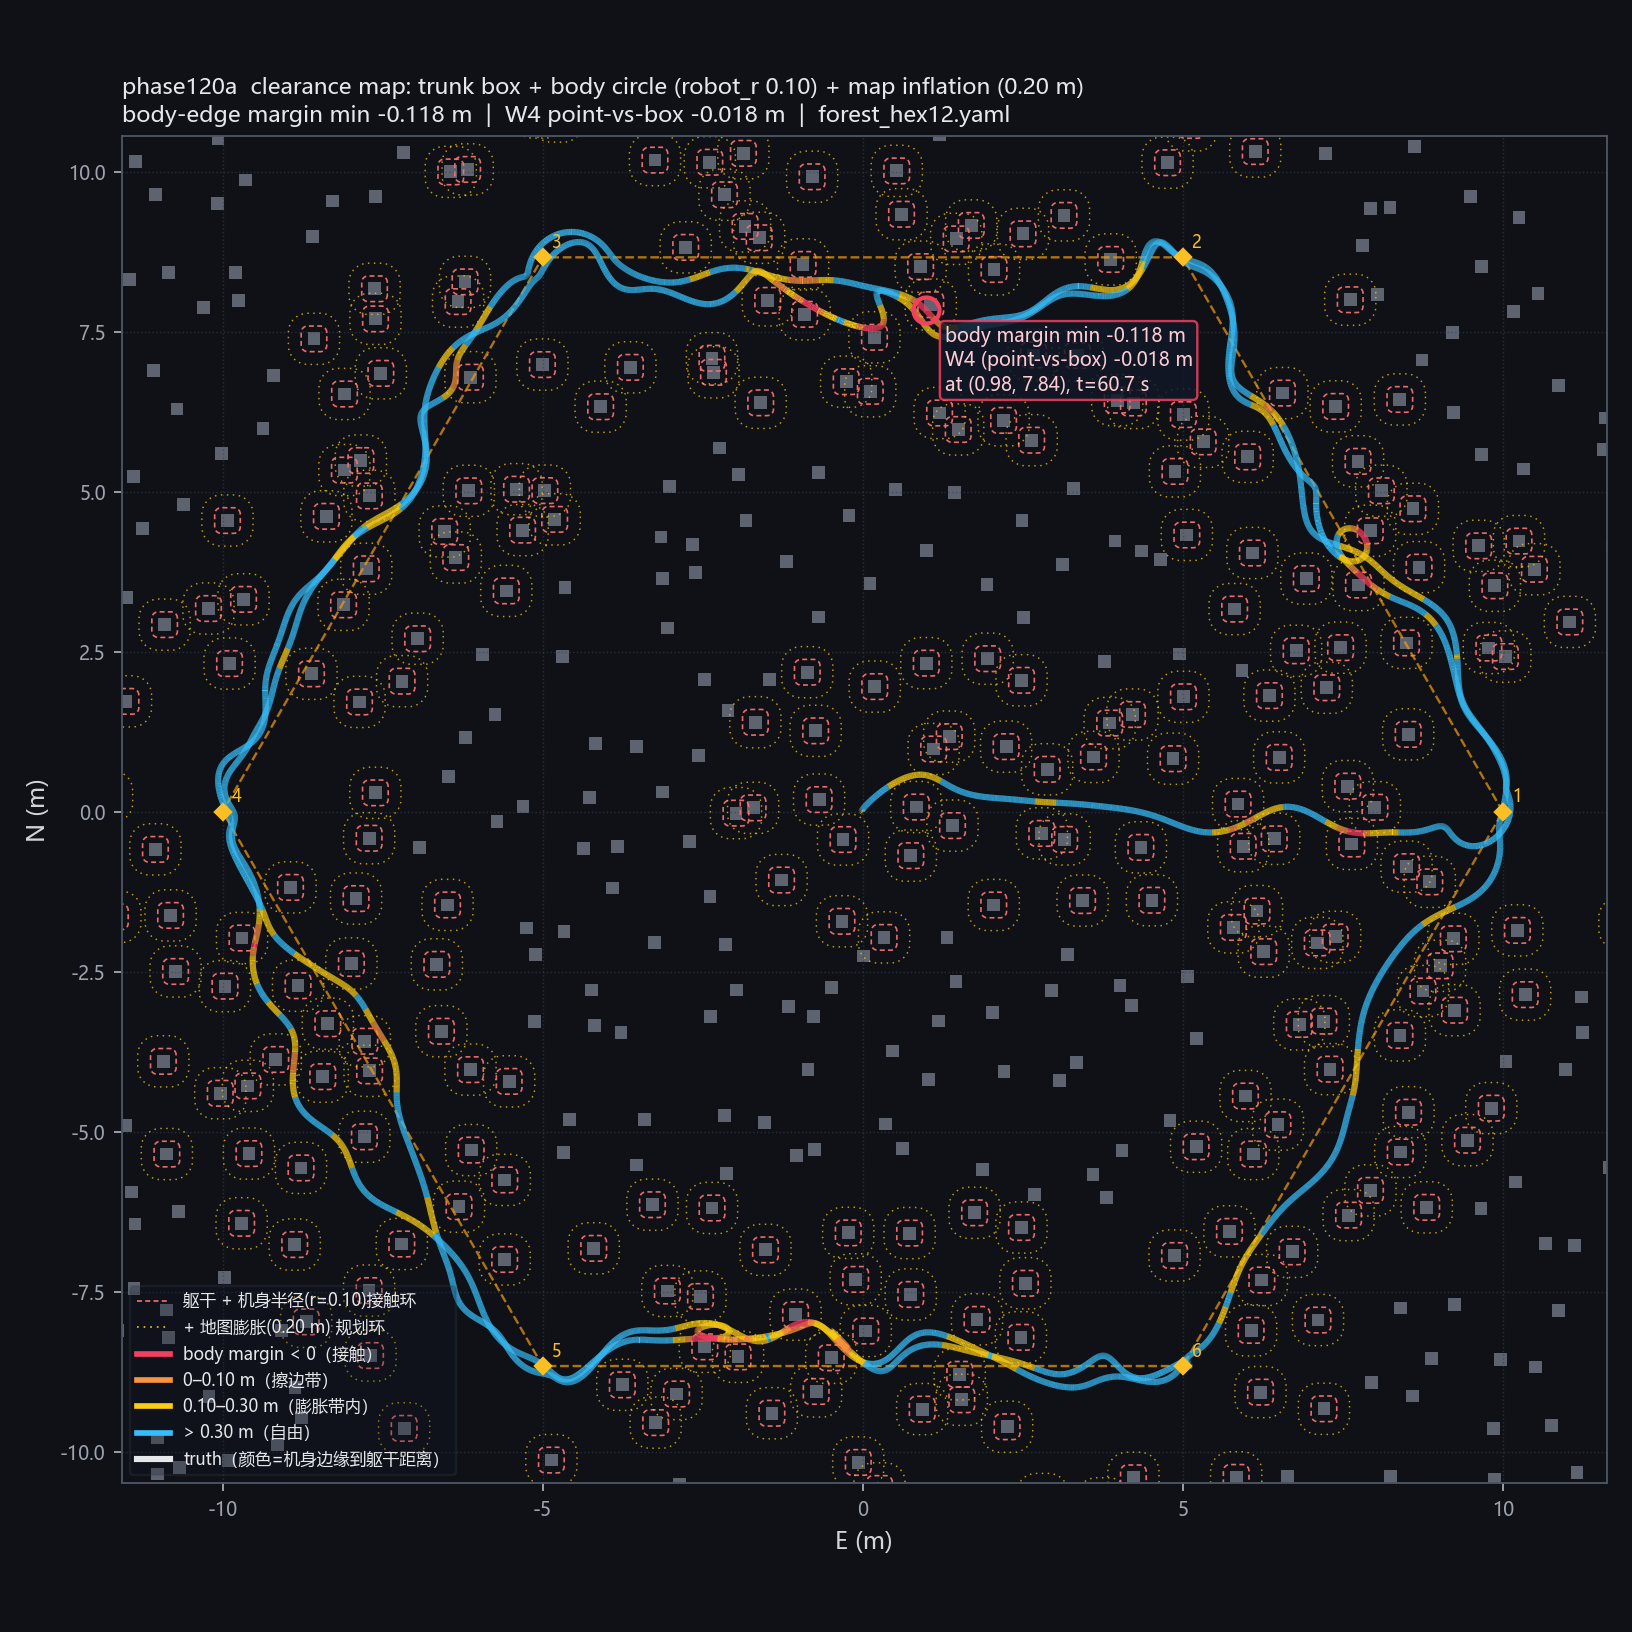 phase120a  clearance map: trunk box + body circle (robot_r 0.10) + map inflation (0.20 m)
body-edge margin min -0.118 m  |  W4 point-vs-box -0.018 m  |  forest_hex12.yaml
10.0
7.5
5.0
2.5
0.0
-2.5
-5.0
-7.5
-10.0
N (m)
3
2
body margin min -0.118 m
W4 (point-vs-box) -0.018 m
at (0.98, 7.84), t=60.7 s
4
1
5
6
躯干 + 机身半径(r=0.10)接触环
+ 地图膨胀(0.20 m) 规划环
body margin < 0（接触）
0–0.10 m（擦边带）
0.10–0.30 m（膨胀带内）
> 0.30 m（自由）
truth（颜色=机身边缘到躯干距离）
-10
-5
0
5
10
E (m)